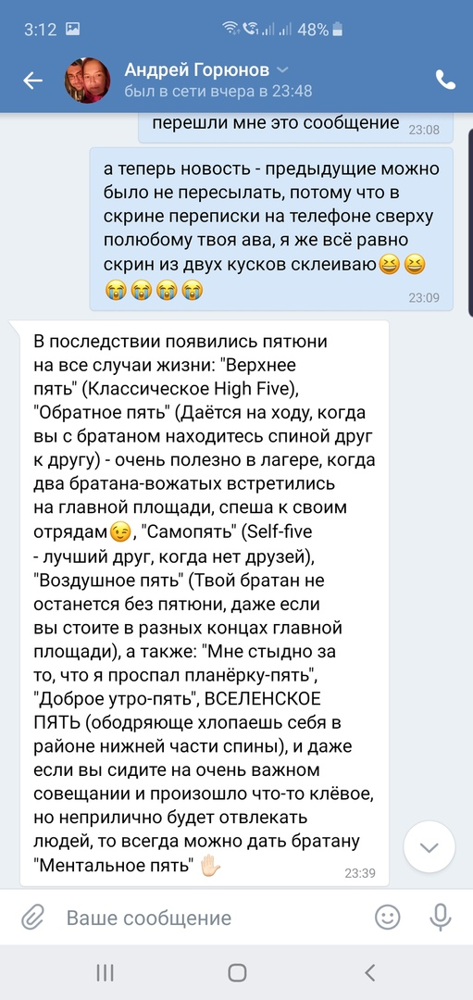 3:12 48%
Андрей Горюнов
был в сети вчера в 23:48
перешли мне это сообщение 23:08
а теперь новость - предыдущие можно
было не пересылать, потому что в
скрине переписки на телефоне сверху
полюбому твоя ава, я же всё равно
скрин из двух кусков склеиваю😆😆
😭😭😭😭
23:09
В последствии появились пятюни
на все случаи жизни: "Верхнее
пять" (Классическое High Five),
"Обратное пять" (Даётся на ходу, когда
вы с братаном находитесь спиной друг
к другу) - очень полезно в лагере, когда
два братана-вожатых встретились
на главной площади, спеша к своим
отрядам😉, "Самопять" (Self-five
- лучший друг, когда нет друзей),
"Воздушное пять" (Твой братан не
останется без пятюни, даже если
вы стоите в разных концах главной
площади), а также: "Мне стыдно за
то, что я проспал планёрку-пять",
"Доброе утро-пять", ВСЕЛЕНСКОЕ
ПЯТЬ (ободряюще хлопаешь себя в
районе нижней части спины), и даже
если вы сидите на очень важном
совещании и произошло что-то клёвое,
но неприлично будет отвлекать
людей, то всегда можно дать братану
"Ментальное пять" ✋🏻
23:39
Ваше сообщение